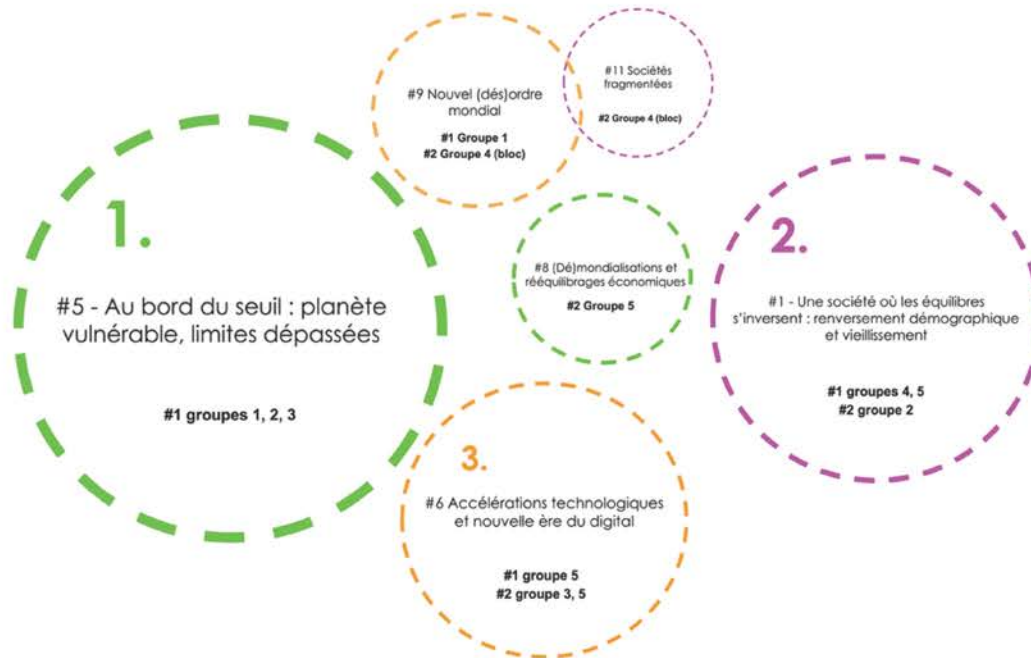 #9 Nouvel (dés)ordre
mondial
#1 Groupe 1
#2 Groupe 4 (bloc)
#11 Sociétés
fragmentées
#2 Groupe 4 (bloc)
1.
#5 - Au bord du seuil : planète
vulnérable, limites dépassées
#1 groupes 1, 2, 3
#8 (Dé)mondialisations et
rééquilibrages économiques
#2 Groupe 5
2.
#1 - Une société où les équilibres
s'inversent : renversement démographique
et vieillissement
#1 groupes 4, 5
#2 groupe 2
3.
#6 Accélérations technologiques
et nouvelle ère du digital
#1 groupe 5
#2 groupe 3, 5